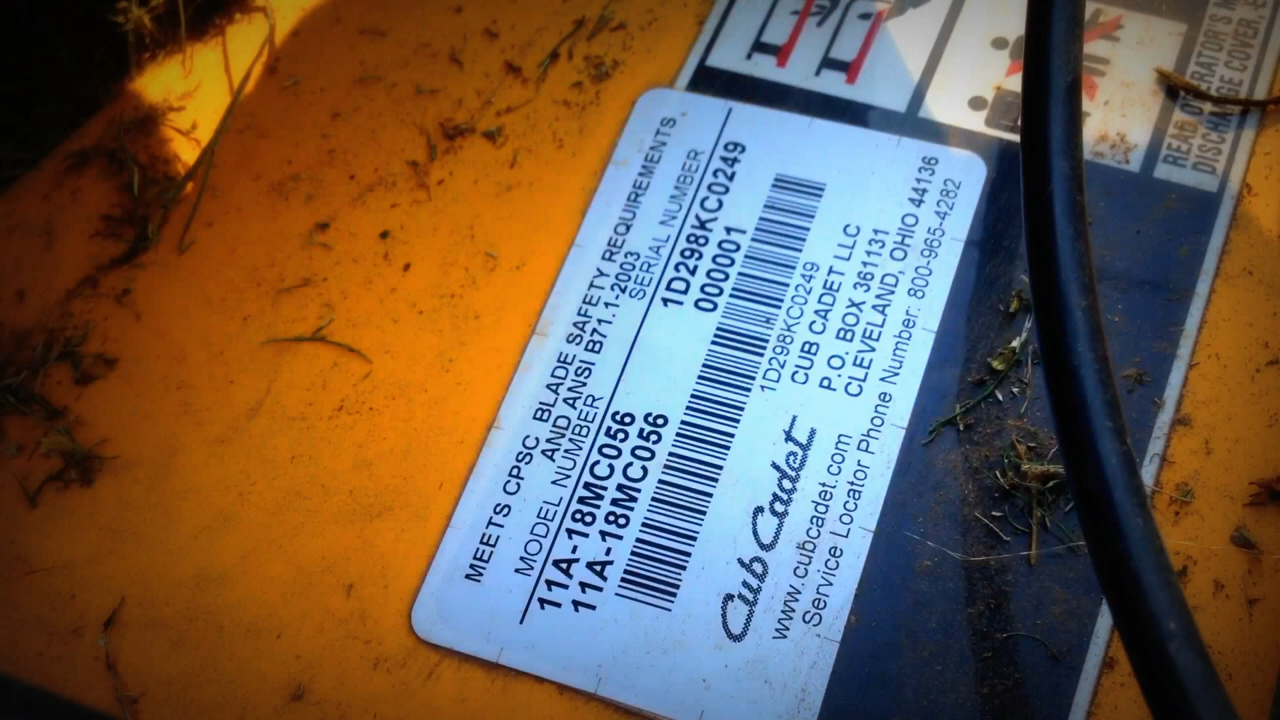 MEETS CPSC BLADE SAFETY REQUIREMENTS
AND ANSI B71.1-2003
MODEL NUMBER SERIAL NUMBER
11A-18MC056 1D298KC0249
11A-18MC056 000001
1D298KC0249
Cub Cadet
CUB CADET LLC
P.O. BOX 361131
CLEVELAND, OHIO 44136
www.cubcadet.com
Service Locator Phone Number: 800-965-4282
READ
DISCHARGE COVER,